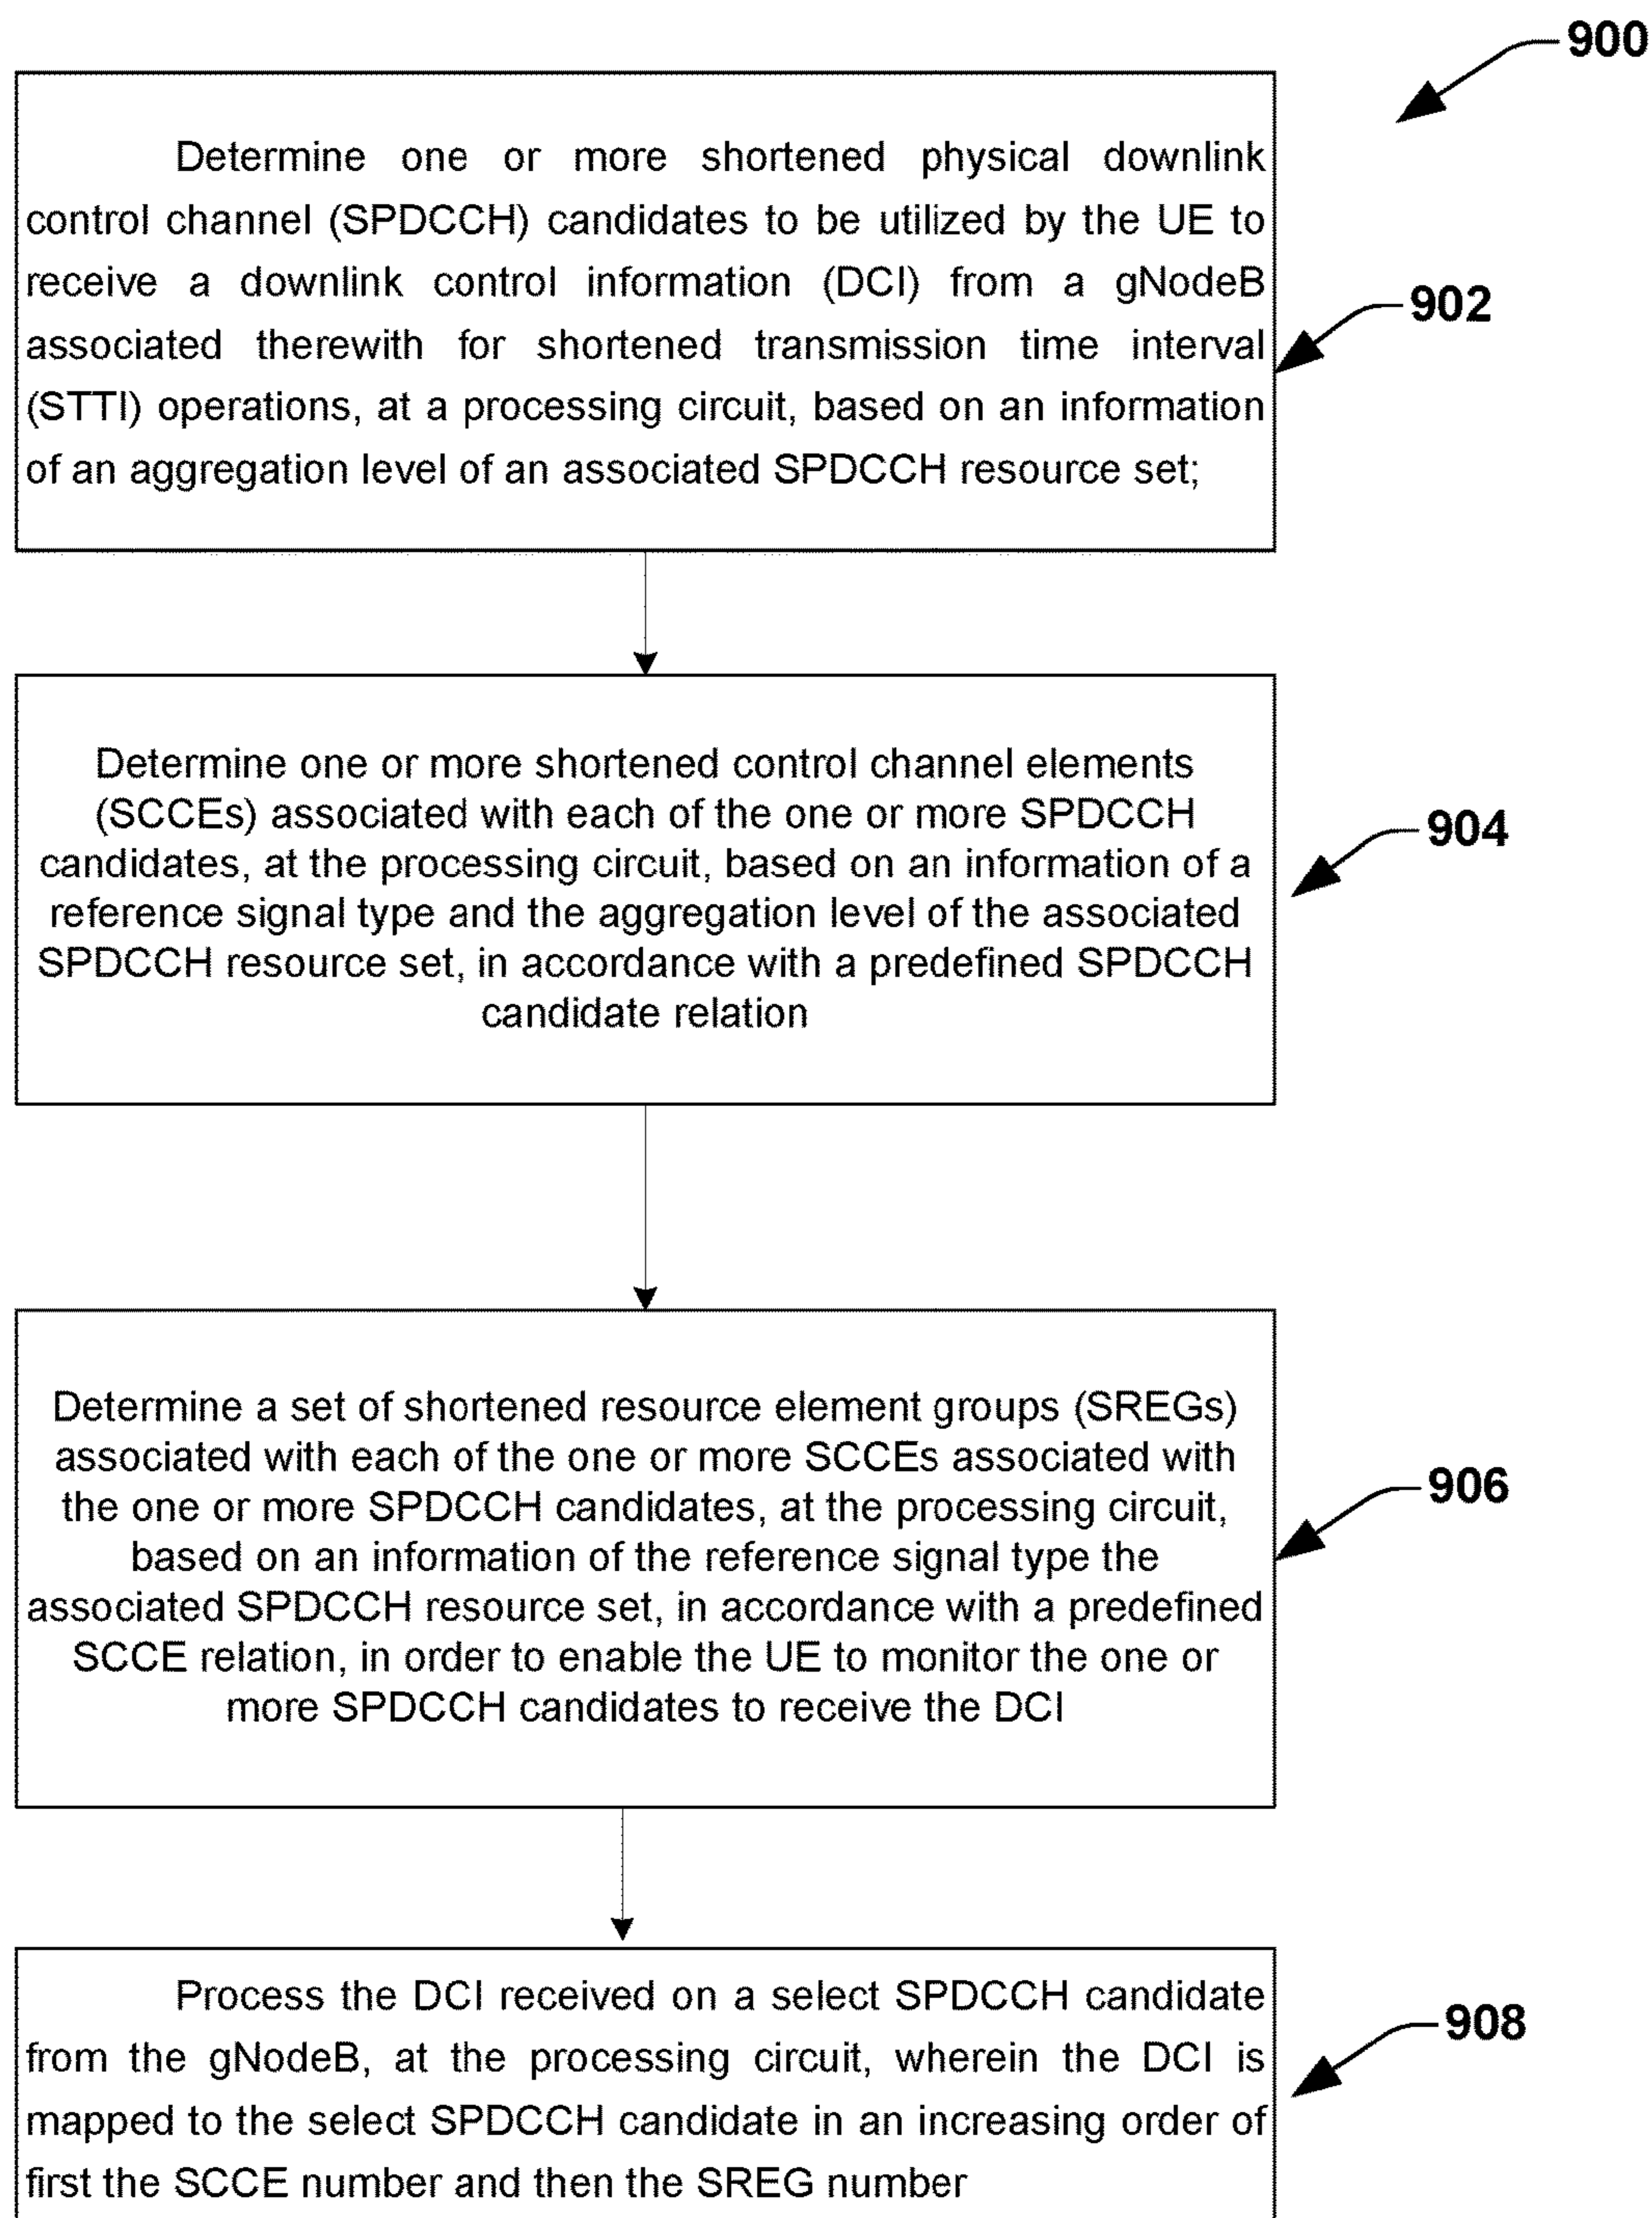 900
Determine one or more shortened physical downlink
control channel (SPDCCH) candidates to be utilized by the UE to
receive a downlink control information (DCI) from a gNodeB
associated therewith for shortened transmission time interval
(STTI) operations, at a processing circuit, based on an information
of an aggregation level of an associated SPDCCH resource set;
902
Determine one or more shortened control channel elements
(SCCEs) associated with each of the one or more SPDCCH
candidates, at the processing circuit, based on an information of a
reference signal type and the aggregation level of the associated
SPDCCH resource set, in accordance with a predefined SPDCCH
candidate relation
904
Determine a set of shortened resource element groups (SREGs)
associated with each of the one or more SCCEs associated with
the one or more SPDCCH candidates, at the processing circuit,
based on an information of the reference signal type the
associated SPDCCH resource set, in accordance with a predefined
SCCE relation, in order to enable the UE to monitor the one or
more SPDCCH candidates to receive the DCI
906
Process the DCI received on a select SPDCCH candidate
from the gNodeB, at the processing circuit, wherein the DCI is
mapped to the select SPDCCH candidate in an increasing order of
first the SCCE number and then the SREG number
908